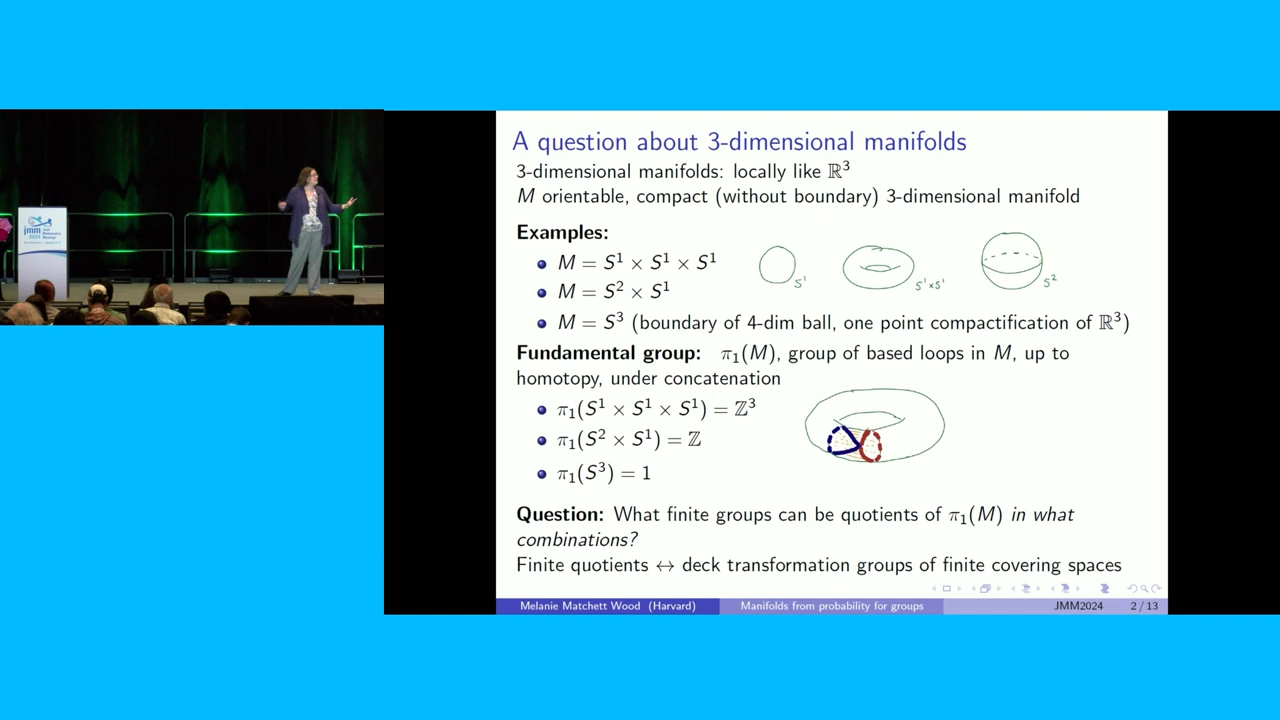 jmm
2024
A question about 3-dimensional manifolds
3-dimensional manifolds: locally like ℝ³
M orientable, compact (without boundary) 3-dimensional manifold
Examples:
M = S¹ × S¹ × S¹
M = S² × S¹
M = S³ (boundary of 4-dim ball, one point compactification of ℝ³)
S¹
S¹×S¹
S²
Fundamental group: π₁(M), group of based loops in M, up to
homotopy, under concatenation
π₁(S¹ × S¹ × S¹) = ℤ³
π₁(S² × S¹) = ℤ
π₁(S³) = 1
Question: What finite groups can be quotients of π₁(M) in what
combinations?
Finite quotients ↔ deck transformation groups of finite covering spaces
Melanie Matchett Wood (Harvard)
Manifolds from probability for groups
JMM2024
2 / 13